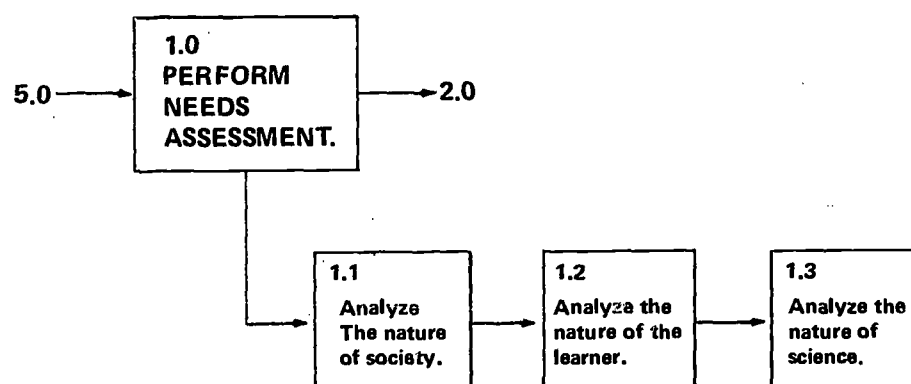 1.0
PERFORM
NEEDS
ASSESSMENT.
5.0
2.0
1.1
Analyze
The nature
of society.
1.2
Analyze the
nature of the
learner.
1.3
Analyze the
nature of
science.